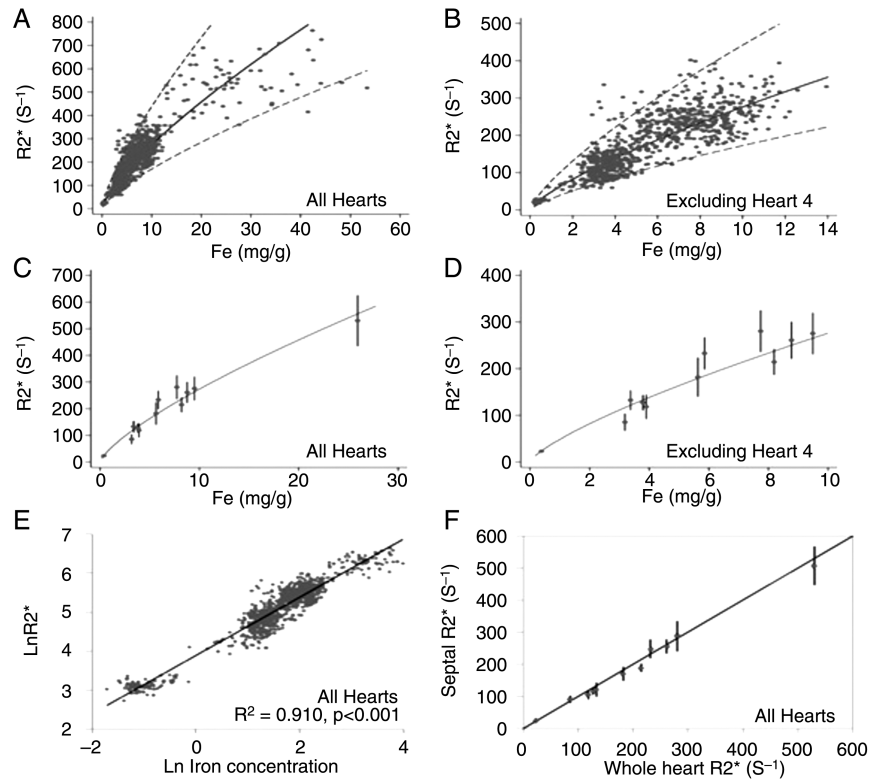 A
800
700
600
500
400
300
200
100
0
R2* (S⁻¹)
0 10 20 30 40 50 60
All Hearts
Fe (mg/g)
B
500
400
300
200
100
0
R2* (S⁻¹)
0 2 4 6 8 10 12 14
Excluding Heart 4
Fe (mg/g)
C
700
600
500
400
300
200
100
0
R2* (S⁻¹)
0 10 20 30
All Hearts
Fe (mg/g)
D
400
300
200
100
0
R2* (S⁻¹)
0 2 4 6 8 10
Excluding Heart 4
Fe (mg/g)
E
7
6
5
4
3
2
LnR2*
All Hearts
R² = 0.910, p<0.001
−2 0 2 4
Ln Iron concentration
F
600
500
400
300
200
100
0
Septal R2* (S⁻¹)
All Hearts
0 100 200 300 400 500 600
Whole heart R2* (S⁻¹)